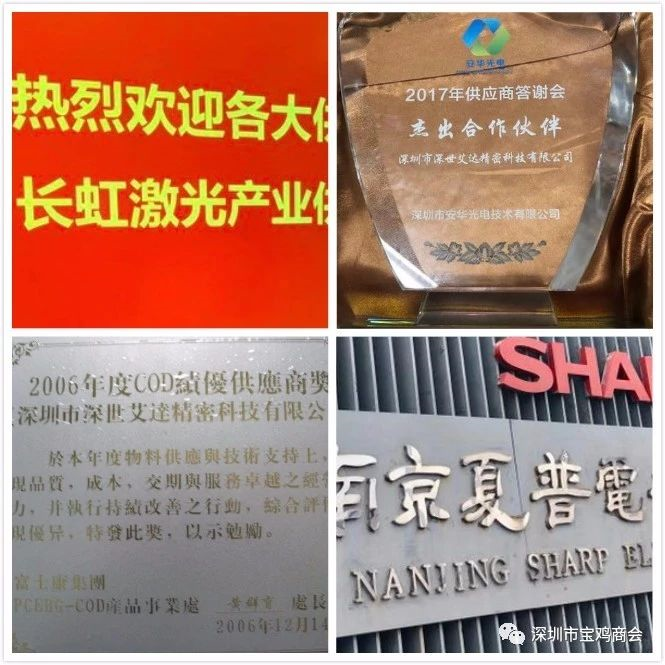 热烈欢迎各大供
长虹激光产业供
安华光电
2017年供应商答谢会
杰出合作伙伴
深圳市深世艾达精密科技有限公司
深圳市安华光电技术有限公司
2006年度COD績優供應商獎
深圳市深世艾達精密科技有限公
於本年度物料供應與技術支持上,
現品質,成本,交期與服務卓越之經營
力,并執行持續改善之行動,綜合評
現優异,特發此獎,以示勉勵。
富士康集團
PCEBG-COD產品事業處 黄群育 處長
2006年12月14
SHA
南京夏普電
NANJING SHARP EL
深圳市宝鸡商会